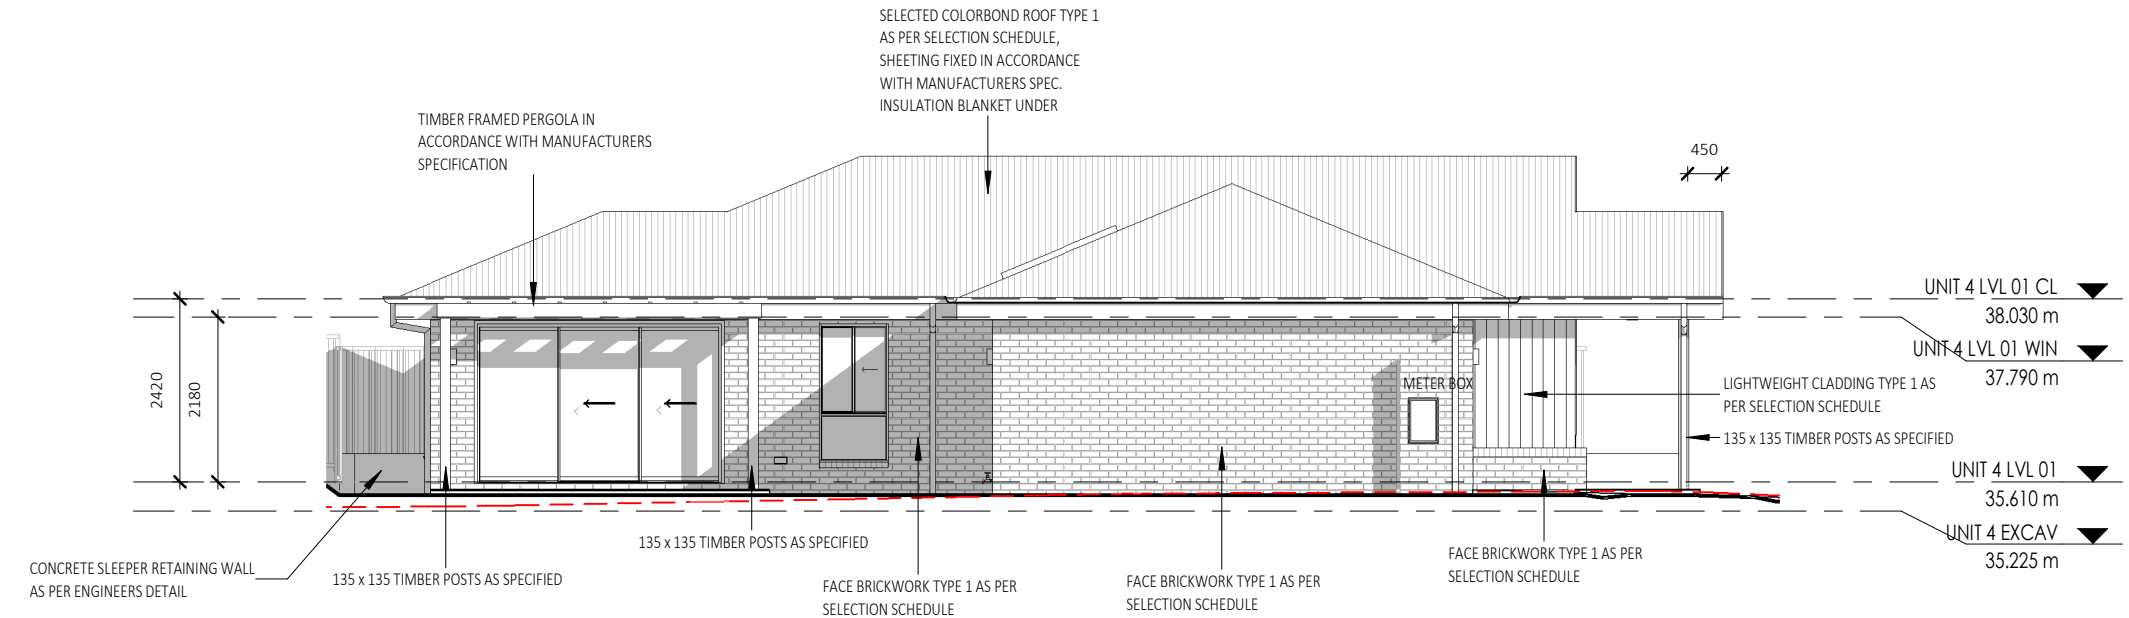 SELECTED COLORBOND ROOF TYPE 1
AS PER SELECTION SCHEDULE,
SHEETING FIXED IN ACCORDANCE
WITH MANUFACTURERS SPEC.
INSULATION BLANKET UNDER
TIMBER FRAMED PERGOLA IN
ACCORDANCE WITH MANUFACTURERS
SPECIFICATION
450
UNIT 4 LVL 01 CL
38.030 m
UNIT 4 LVL 01 WIN
37.790 m
2420
2180
METER BOX
LIGHTWEIGHT CLADDING TYPE 1 AS
PER SELECTION SCHEDULE
135 x 135 TIMBER POSTS AS SPECIFIED
UNIT 4 LVL 01
35.610 m
UNIT 4 EXCAV
35.225 m
CONCRETE SLEEPER RETAINING WALL
AS PER ENGINEERS DETAIL
135 x 135 TIMBER POSTS AS SPECIFIED
135 x 135 TIMBER POSTS AS SPECIFIED
FACE BRICKWORK TYPE 1 AS PER
SELECTION SCHEDULE
FACE BRICKWORK TYPE 1 AS PER
SELECTION SCHEDULE
FACE BRICKWORK TYPE 1 AS PER
SELECTION SCHEDULE